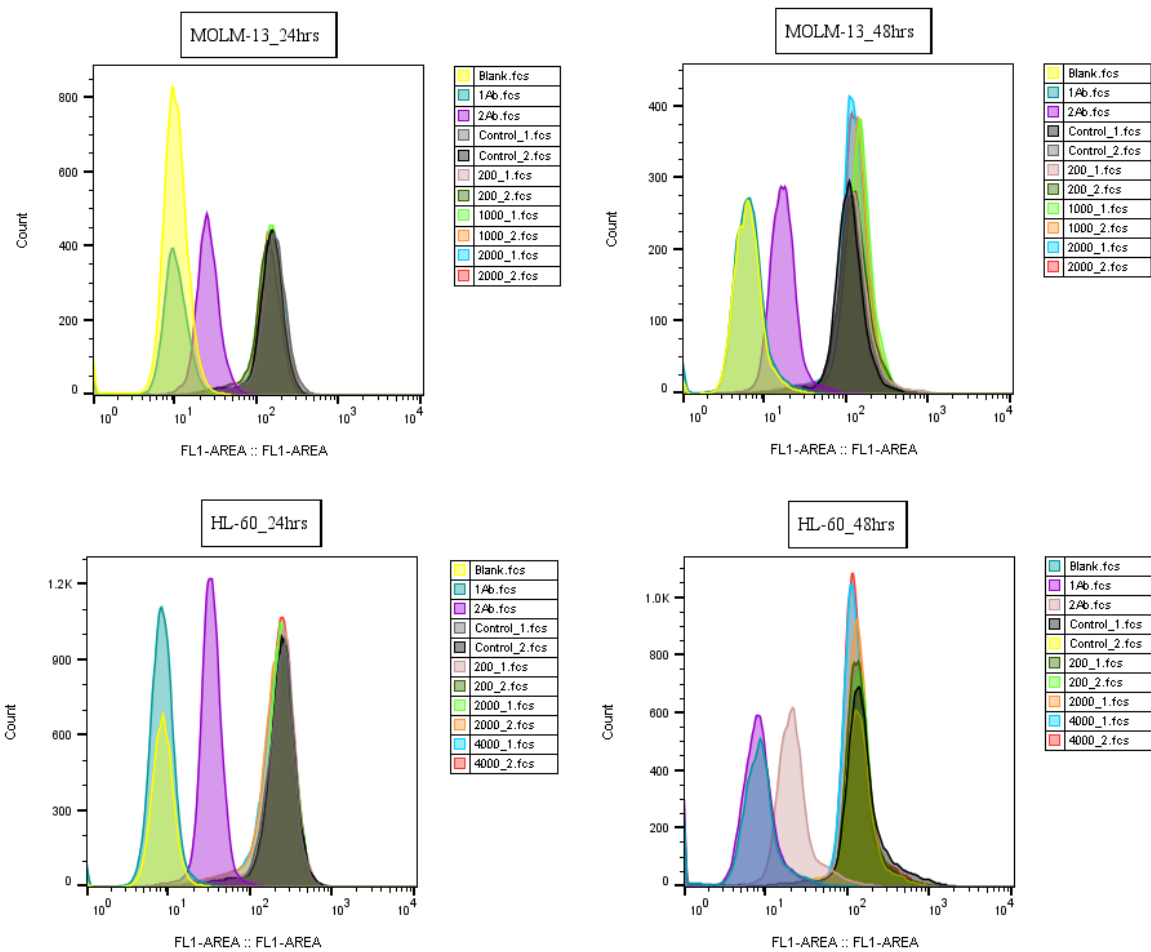 MOLM-13_24hrs
800
600
400
200
0
Count
10^0 10^1 10^2 10^3 10^4
FL1-AREA :: FL1-AREA
Blank.fcs
1Ab.fcs
2Ab.fcs
Control_1.fcs
Control_2.fcs
200_1.fcs
200_2.fcs
1000_1.fcs
1000_2.fcs
2000_1.fcs
2000_2.fcs
MOLM-13_48hrs
400
300
200
100
0
Count
10^0 10^1 10^2 10^3 10^4
FL1-AREA :: FL1-AREA
Blank.fcs
1Ab.fcs
2Ab.fcs
Control_1.fcs
Control_2.fcs
200_1.fcs
200_2.fcs
1000_1.fcs
1000_2.fcs
2000_1.fcs
2000_2.fcs
HL-60_24hrs
1.2K
900
600
300
0
Count
10^0 10^1 10^2 10^3 10^4
FL1-AREA :: FL1-AREA
Blank.fcs
1Ab.fcs
2Ab.fcs
Control_1.fcs
Control_2.fcs
200_1.fcs
200_2.fcs
2000_1.fcs
2000_2.fcs
4000_1.fcs
4000_2.fcs
HL-60_48hrs
1.0K
800
600
400
200
0
Count
10^0 10^1 10^2 10^3 10^4
FL1-AREA :: FL1-AREA
Blank.fcs
1Ab.fcs
2Ab.fcs
Control_1.fcs
Control_2.fcs
200_1.fcs
200_2.fcs
2000_1.fcs
4000_1.fcs
4000_2.fcs